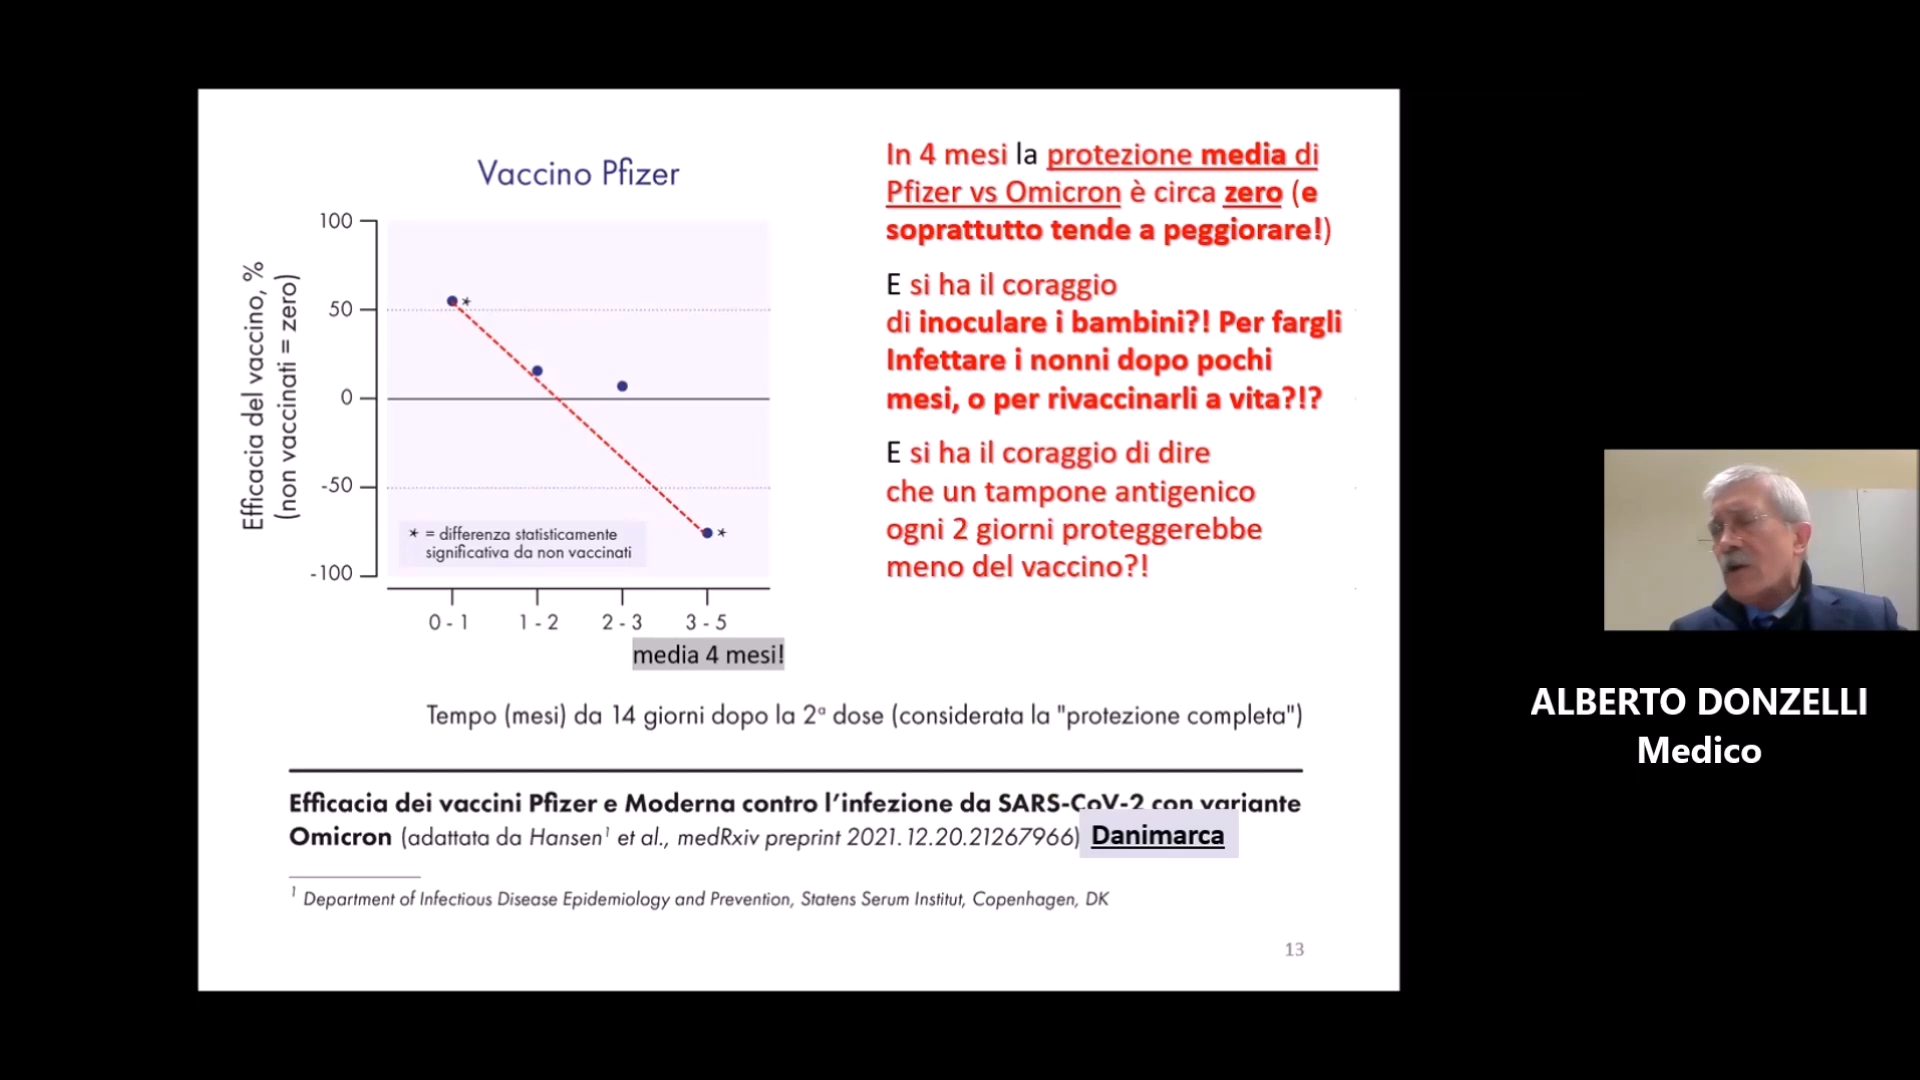 Vaccino Pfizer
Efficacia del vaccino, %
(non vaccinati = zero)
100
50
0
-50
-100
*
*
* = differenza statisticamente
significativa da non vaccinati
0 - 1
1 - 2
2 - 3
3 - 5
media 4 mesi!
Tempo (mesi) da 14 giorni dopo la 2ª dose (considerata la "protezione completa")
In 4 mesi la protezione media di
Pfizer vs Omicron è circa zero (e
soprattutto tende a peggiorare!)
E si ha il coraggio
di inoculare i bambini?! Per fargli
Infettare i nonni dopo pochi
mesi, o per rivaccinarli a vita?!?
E si ha il coraggio di dire
che un tampone antigenico
ogni 2 giorni proteggerebbe
meno del vaccino?!
Efficacia dei vaccini Pfizer e Moderna contro l'infezione da SARS-CoV-2 con variante
Omicron (adattata da Hansen¹ et al., medRxiv preprint 2021.12.20.21267966) Danimarca
¹ Department of Infectious Disease Epidemiology and Prevention, Statens Serum Institut, Copenhagen, DK
13
ALBERTO DONZELLI
Medico